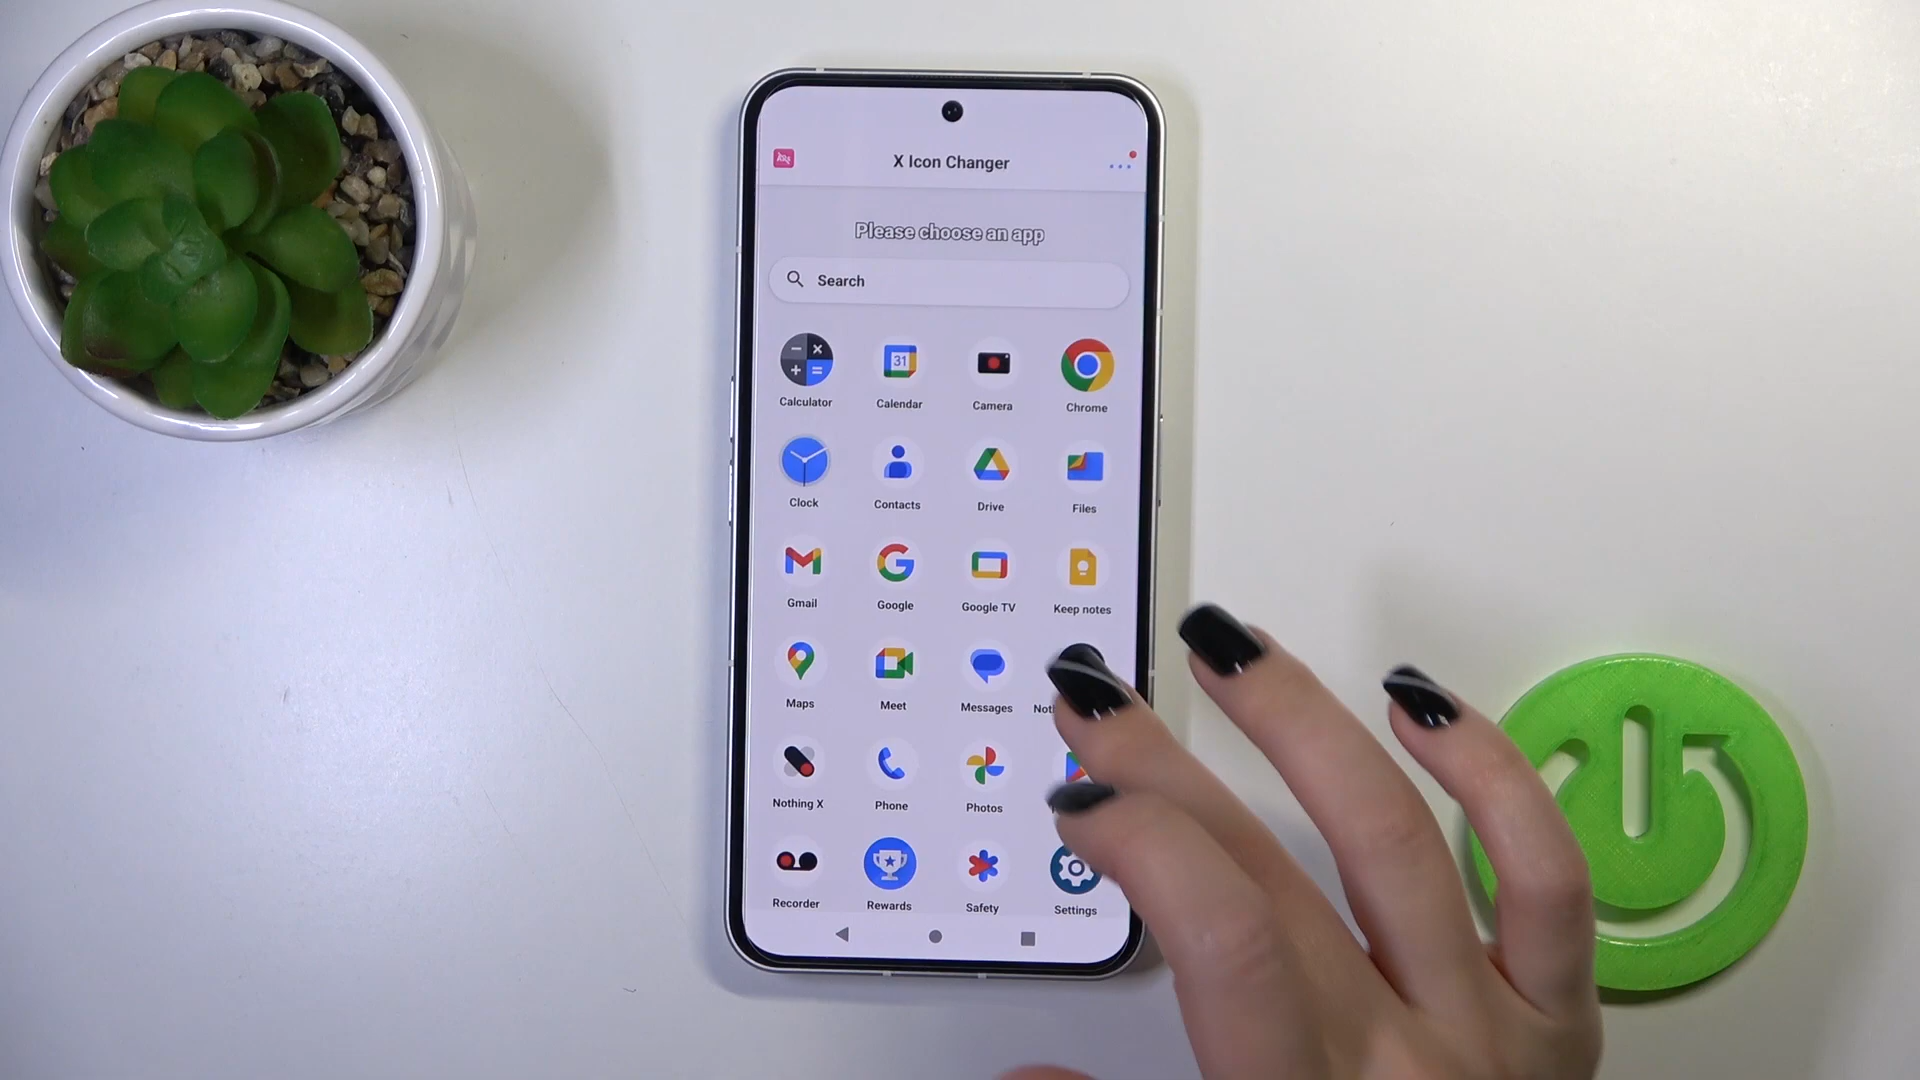 X Icon Changer
Please choose an app
Search
31
Calculator Calendar Camera Chrome
Clock Contacts Drive Files
Gmail Google Google TV Keep notes
Maps Meet Messages
Nothing X Phone Photos
Recorder Rewards Safety Settings